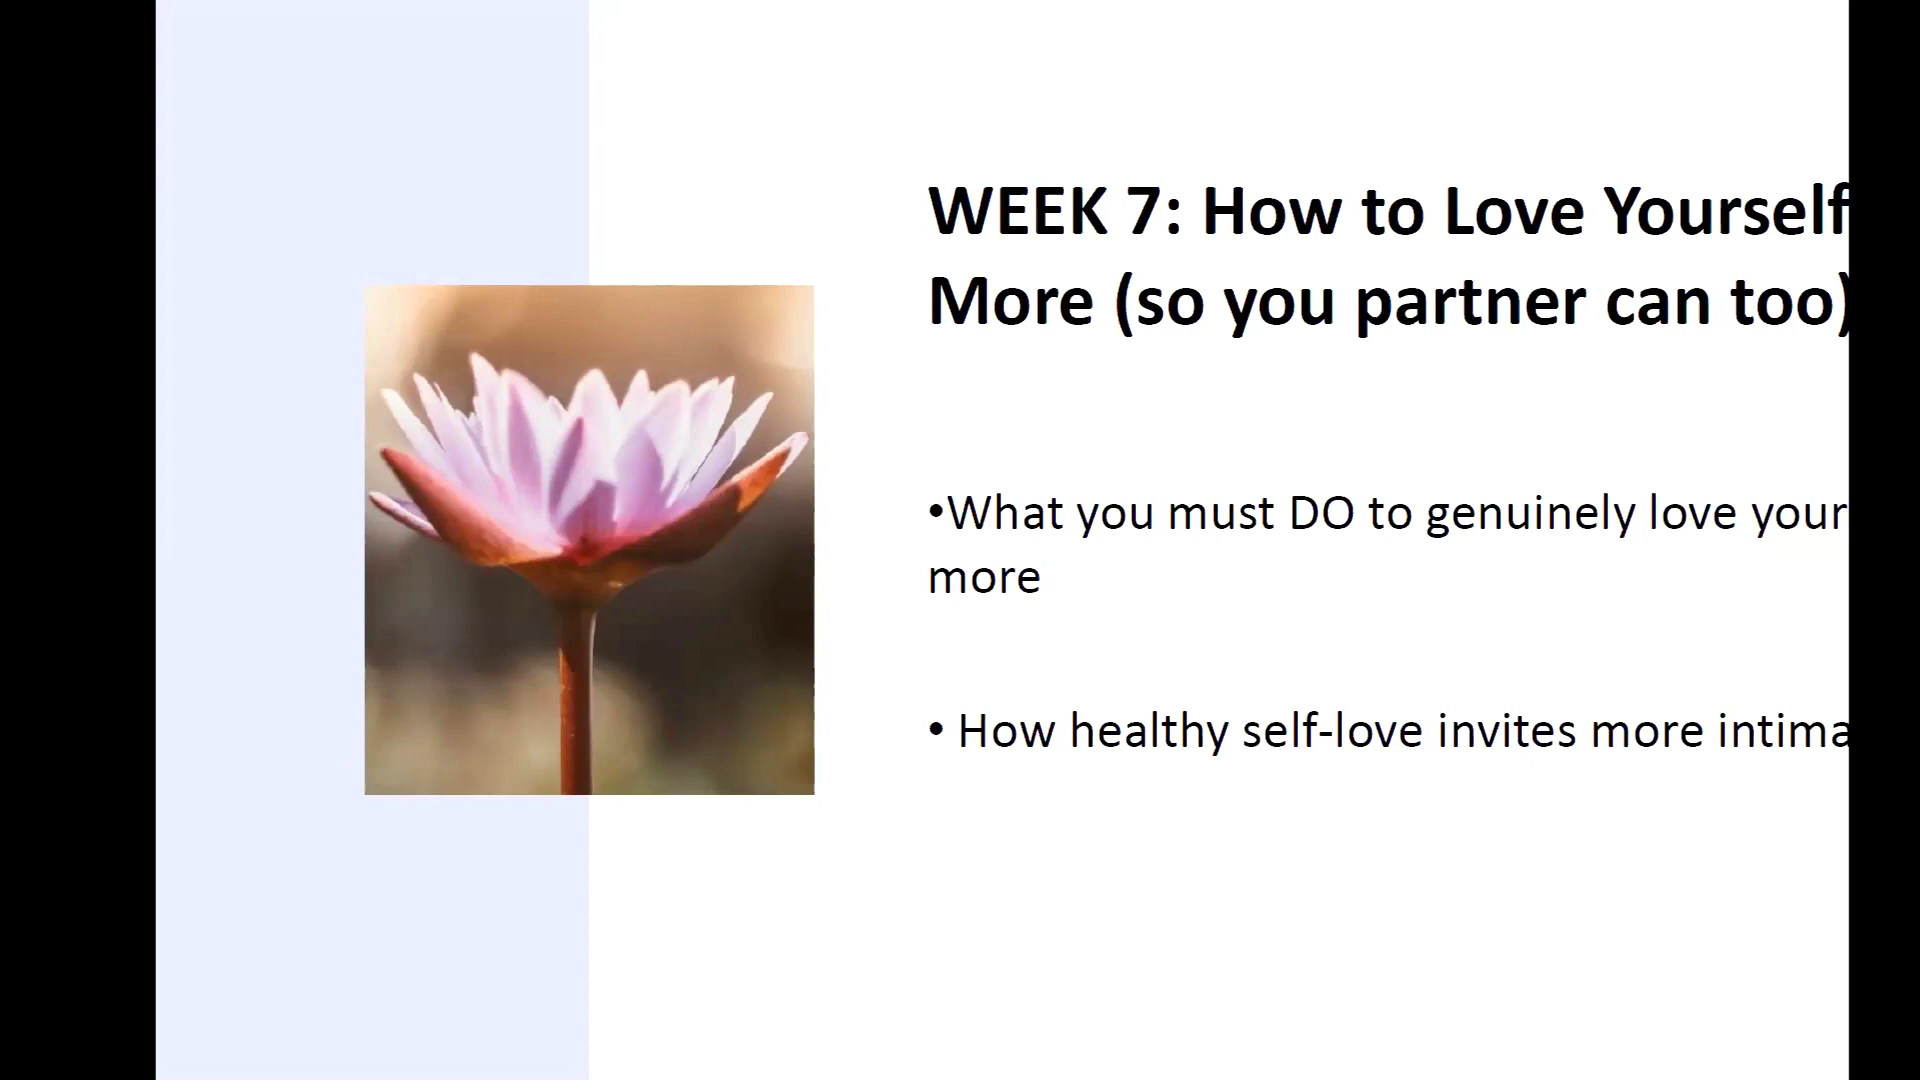 WEEK 7: How to Love Yourself
More (so you partner can too)
•What you must DO to genuinely love your
more
• How healthy self-love invites more intima